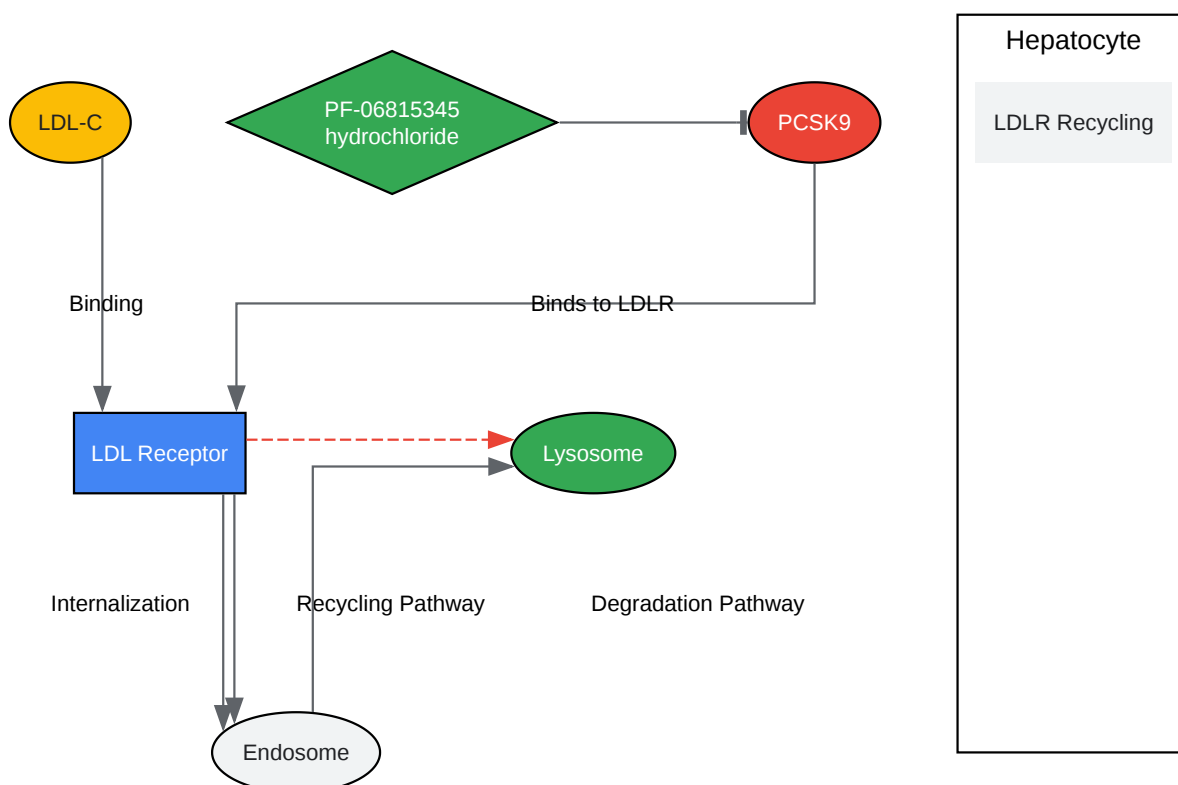 Hepatocyte
LDL-C
PF-06815345
hydrochloride
PCSK9
LDLR Recycling
Binding
Binds to LDLR
LDL Receptor
Lysosome
Internalization
Recycling Pathway
Degradation Pathway
Endosome